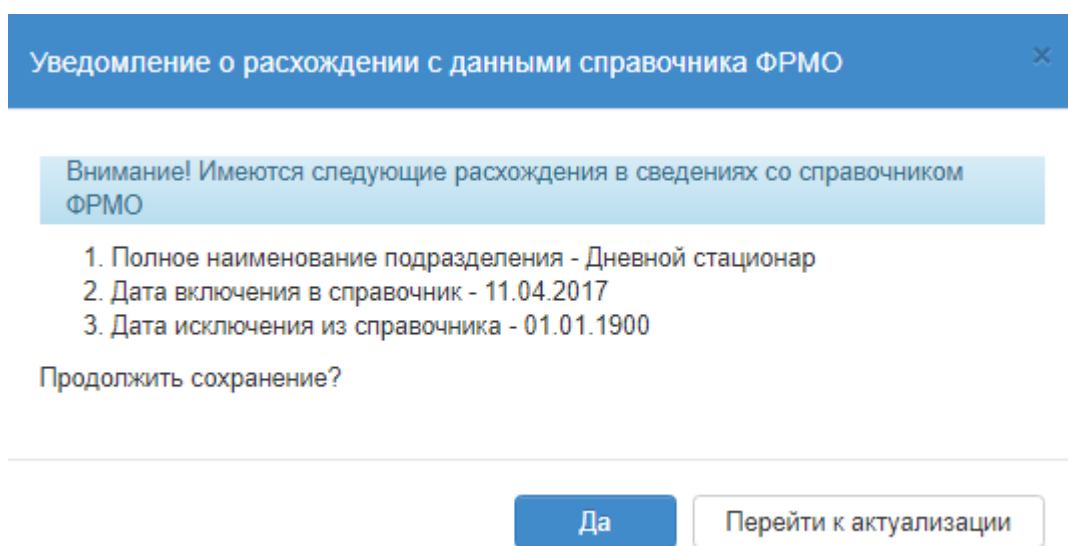 Уведомление о расхождении с данными справочника ФРМО
×
Внимание! Имеются следующие расхождения в сведениях со справочником
ФРМО
1. Полное наименование подразделения - Дневной стационар
2. Дата включения в справочник - 11.04.2017
3. Дата исключения из справочника - 01.01.1900
Продолжить сохранение?
Да
Перейти к актуализации